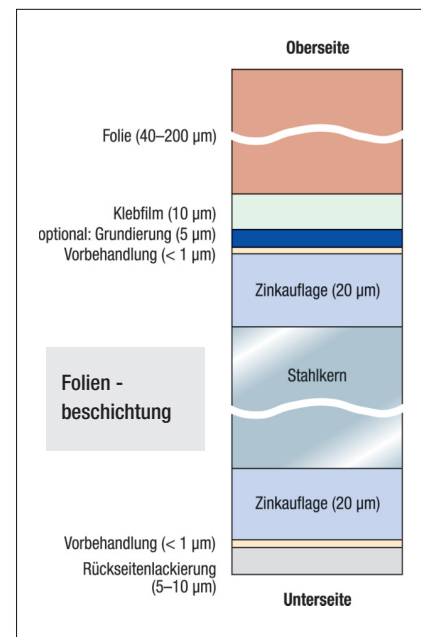 Oberseite
Folie (40–200 µm)
Klebfilm (10 µm)
optional: Grundierung (5 µm)
Vorbehandlung (< 1 µm)
Zinkauflage (20 µm)
Stahlkern
Folien -
beschichtung
Zinkauflage (20 µm)
Vorbehandlung (< 1 µm)
Rückseitenlackierung
(5–10 µm)
Unterseite